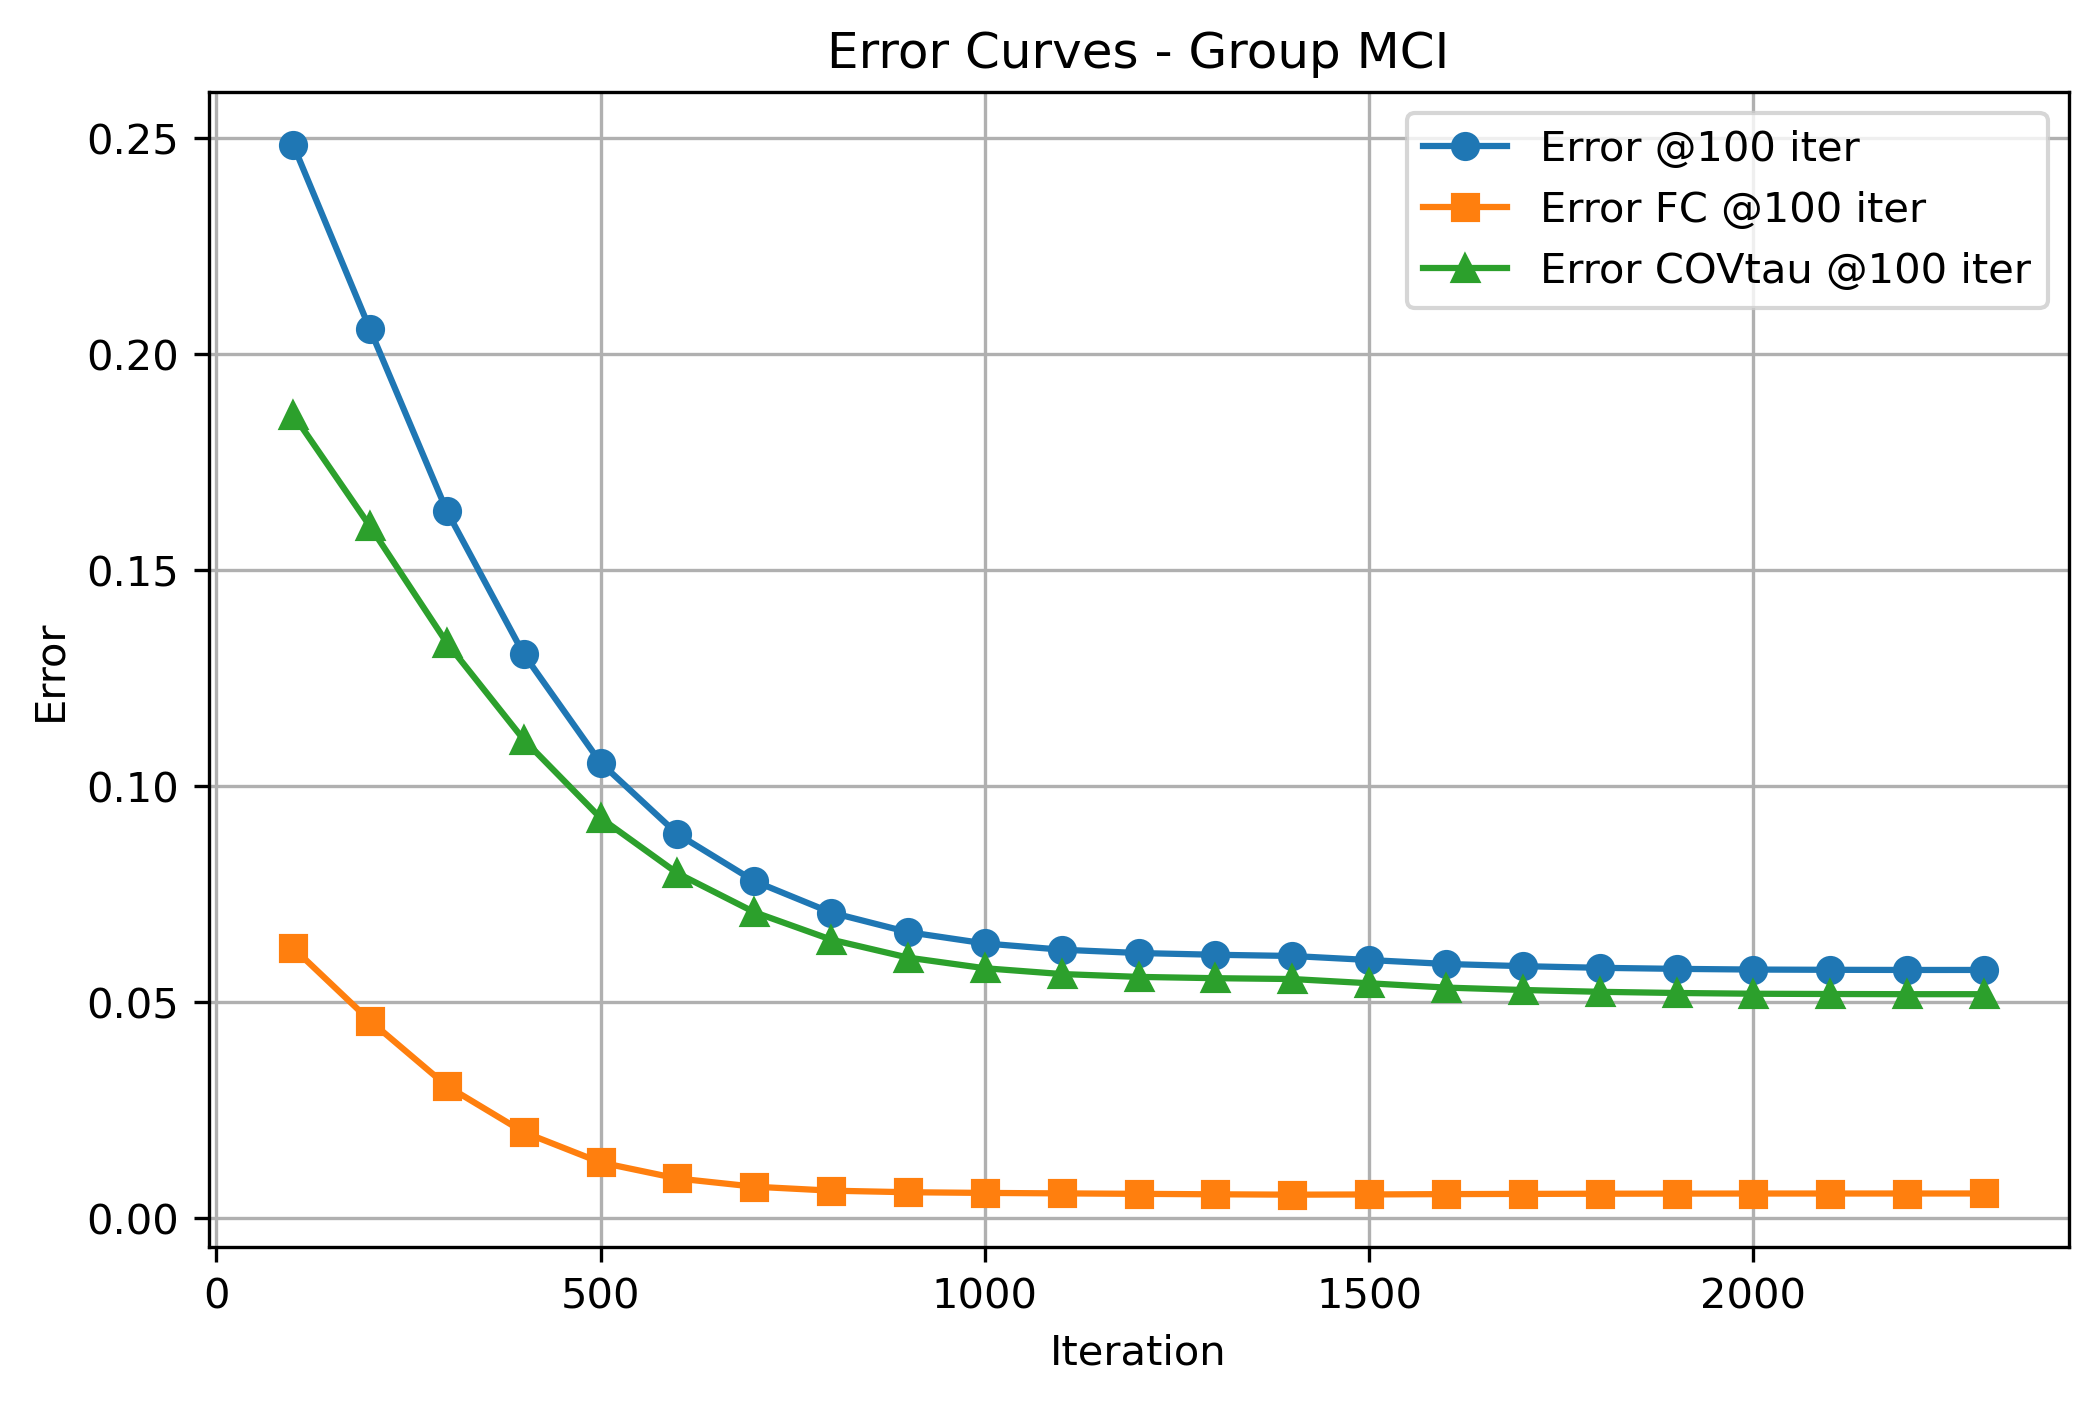 Error Curves - Group MCI
Error @100 iter
Error FC @100 iter
Error COVtau @100 iter
0.25
0.20
0.15
0.10
0.05
0.00
Error
0 500 1000 1500 2000
Iteration